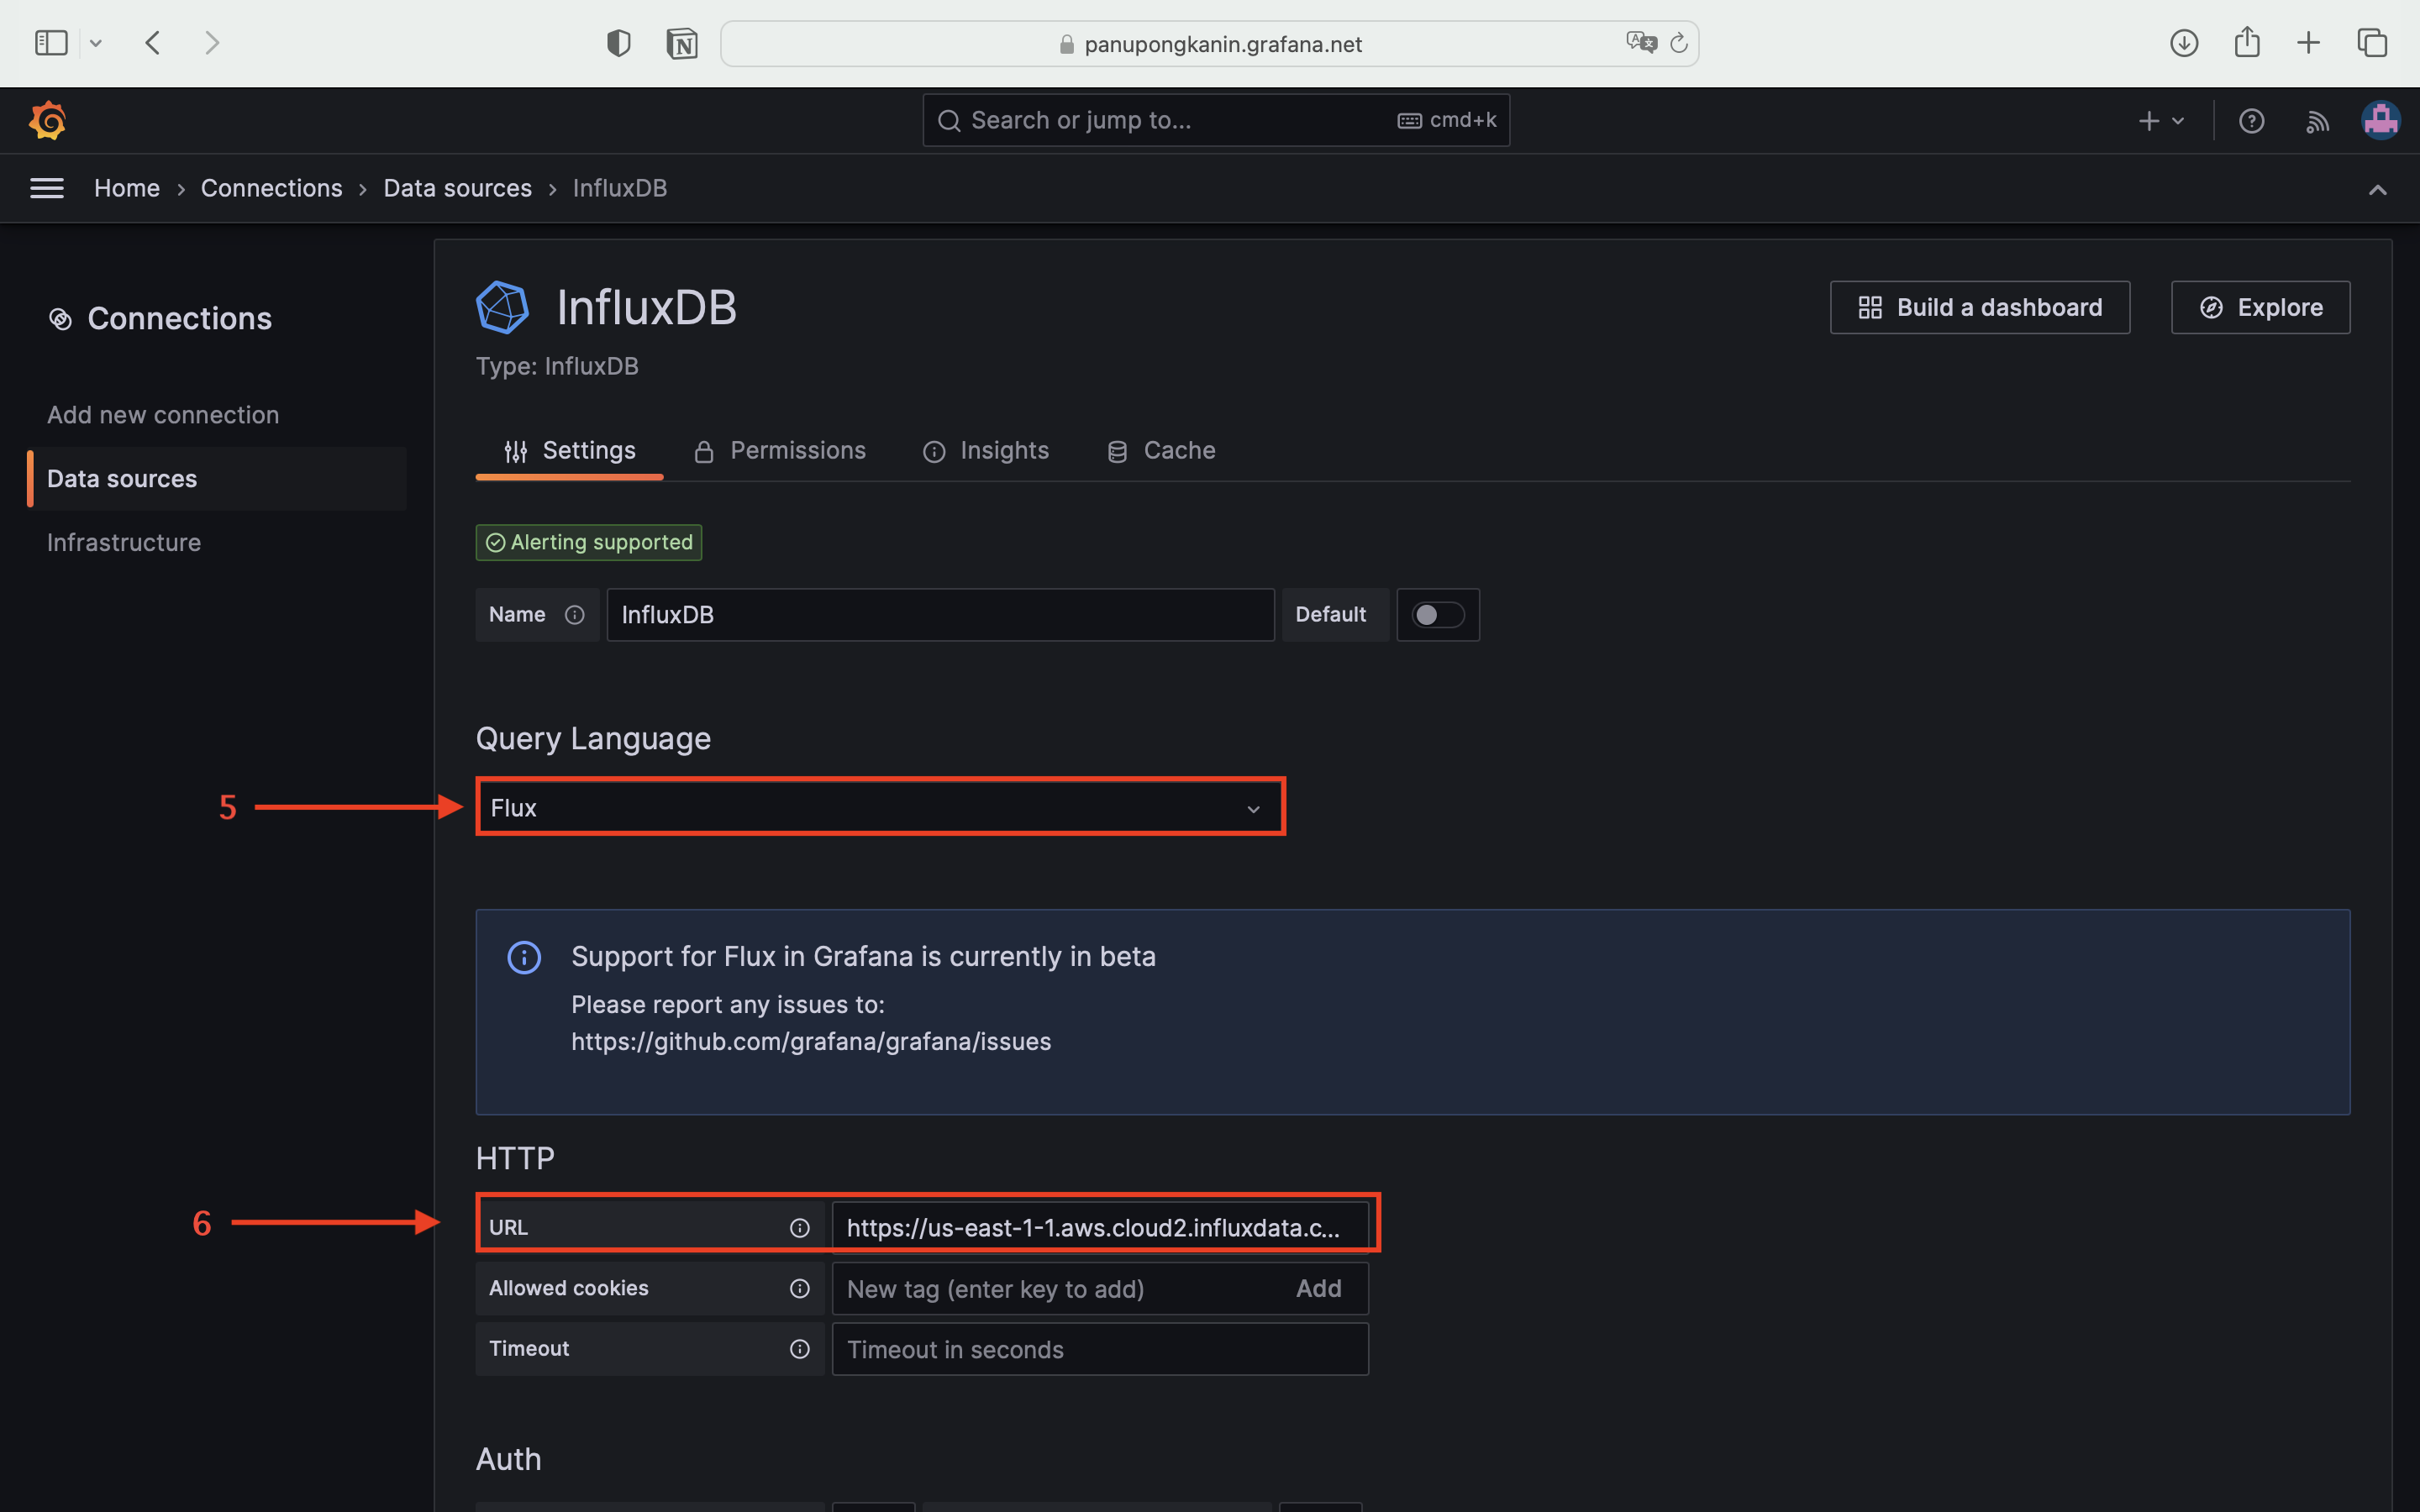 panupongkanin.grafana.net
Search or jump to...
cmd+k
Home › Connections › Data sources › InfluxDB
Connections
Add new connection
Data sources
Infrastructure
InfluxDB
Type: InfluxDB
Build a dashboard
Explore
Settings
Permissions
Insights
Cache
Alerting supported
Name
InfluxDB
Default
Query Language
5
Flux
Support for Flux in Grafana is currently in beta
Please report any issues to:
https://github.com/grafana/grafana/issues
HTTP
6
URL
https://us-east-1-1.aws.cloud2.influxdata.c...
Allowed cookies
New tag (enter key to add)
Add
Timeout
Timeout in seconds
Auth